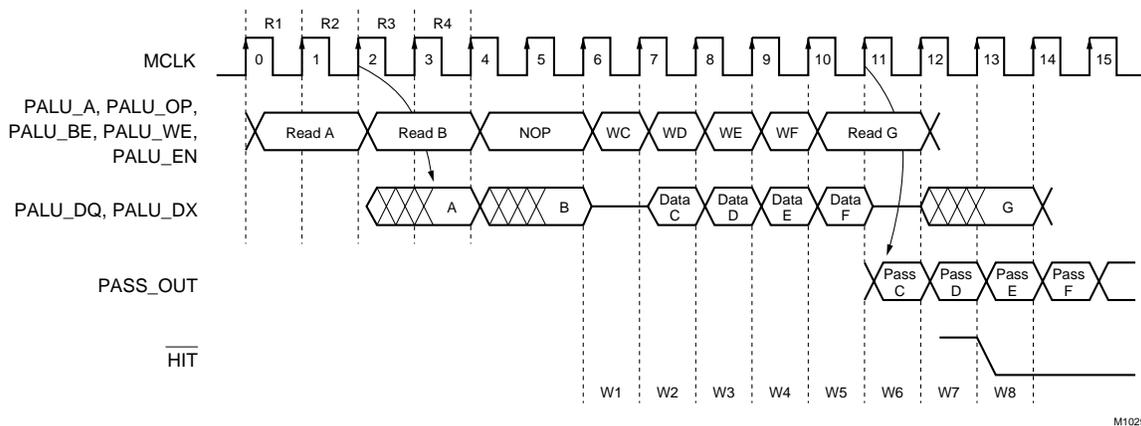 R1 R2 R3 R4
MCLK 0 1 2 3 4 5 6 7 8 9 10 11 12 13 14 15
PALU_A, PALU_OP,
PALU_BE, PALU_WE,
PALU_EN
Read A Read B NOP WC WD WE WF Read G
PALU_DQ, PALU_DX A B Data C Data D Data E Data F G
PASS_OUT Pass C Pass D Pass E Pass F
HIT
W1 W2 W3 W4 W5 W6 W7 W8